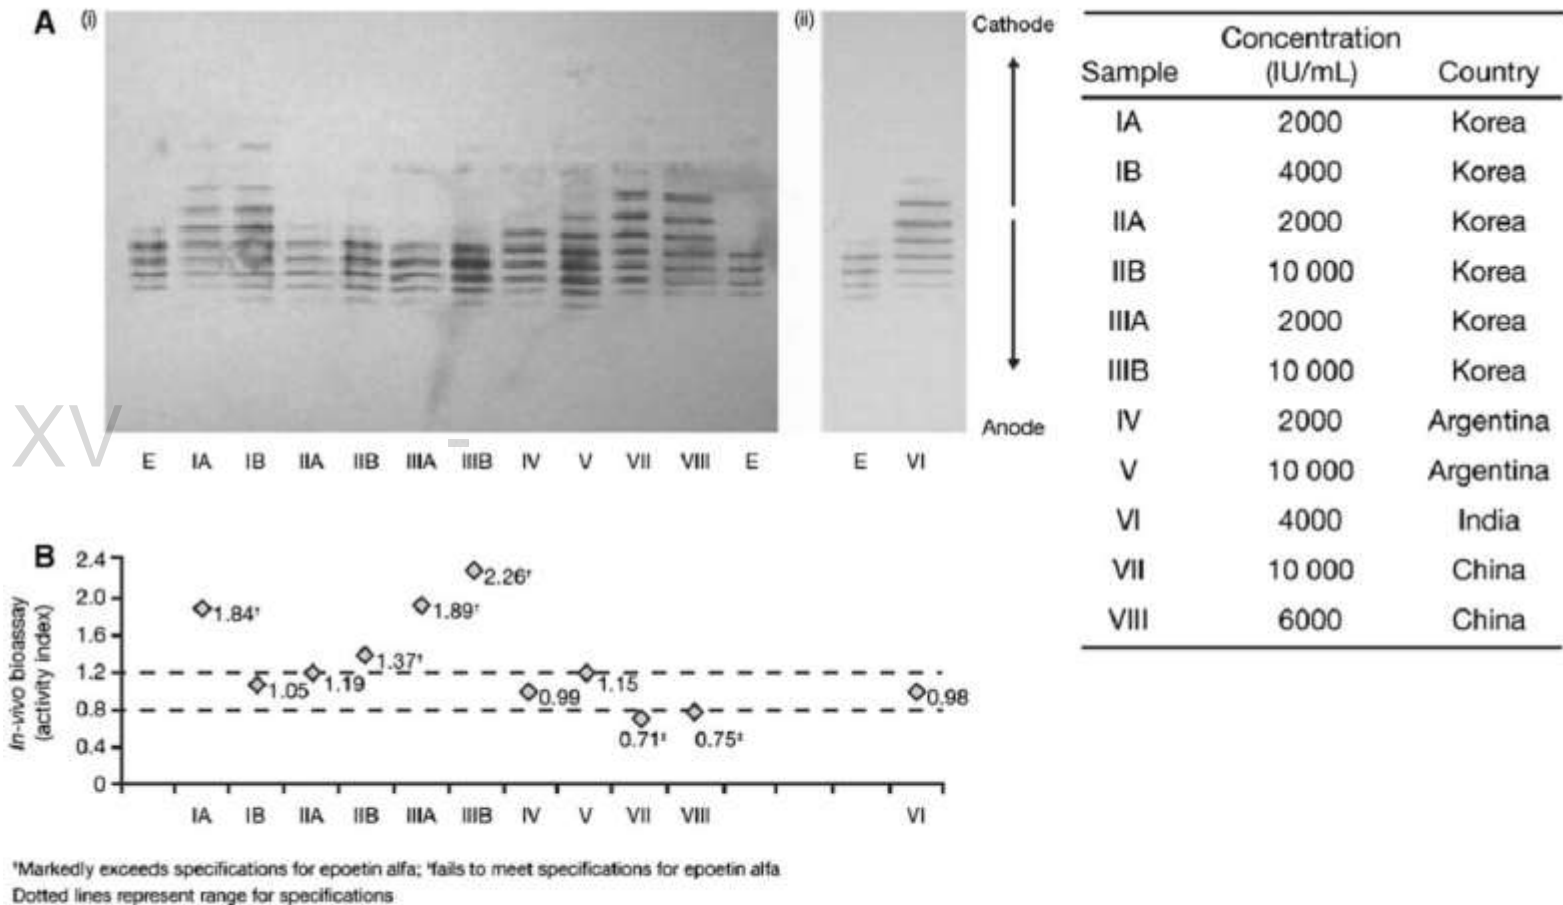 A (i) (ii) Cathode
Anode
E IA IB IIA IIB IIIA IIIB IV V VII VIII E E VI
Sample Concentration (IU/mL) Country
IA 2000 Korea
IB 4000 Korea
IIA 2000 Korea
IIB 10 000 Korea
IIIA 2000 Korea
IIIB 10 000 Korea
IV 2000 Argentina
V 10 000 Argentina
VI 4000 India
VII 10 000 China
VIII 6000 China
XV -
B
In-vivo bioassay
(activity index)
2.4
2.0
1.6
1.2
0.8
0.4
0
1.84†
1.05
1.19
1.37†
1.89†
2.26†
0.99
1.15
0.71‡
0.75‡
0.98
IA IB IIA IIB IIIA IIIB IV V VII VIII VI
†Markedly exceeds specifications for epoetin alfa; ‡fails to meet specifications for epoetin alfa
Dotted lines represent range for specifications